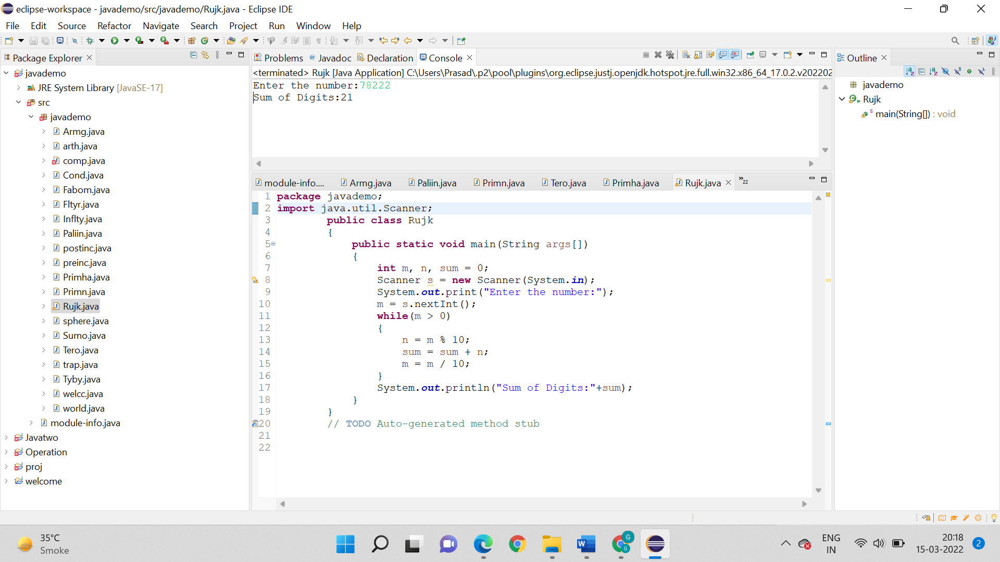 eclipse-workspace - javademo/src/javademo/Rujk.java - Eclipse IDE
File Edit Source Refactor Navigate Search Project Run Window Help
Package Explorer
javademo
JRE System Library [JavaSE-17]
src
javademo
Armg.java
arth.java
comp.java
Cond.java
Fabom.java
Fltyr.java
Inflty.java
Paliin.java
postinc.java
preinc.java
Primha.java
Primn.java
Rujk.java
sphere.java
Sumo.java
Tero.java
trap.java
Tyby.java
welcc.java
world.java
module-info.java
Javatwo
Operation
proj
welcome
Problems Javadoc Declaration Console
<terminated> Rujk [Java Application] C:\Users\Prasad\.p2\pool\plugins\org.eclipse.justj.openjdk.hotspot.jre.full.win32.x86_64_17.0.2.v202202
Enter the number:78222
Sum of Digits:21
module-info.... Armg.java Paliin.java Primn.java Tero.java Primha.java Rujk.java »22
1 package javademo;
2 import java.util.Scanner;
3 public class Rujk
4 {
5 public static void main(String args[])
6 {
7 int m, n, sum = 0;
8 Scanner s = new Scanner(System.in);
9 System.out.print("Enter the number:");
10 m = s.nextInt();
11 while(m > 0)
12 {
13 n = m % 10;
14 sum = sum + n;
15 m = m / 10;
16 }
17 System.out.println("Sum of Digits:"+sum);
18 }
19 }
20 // TODO Auto-generated method stub
21
22
Outline
javademo
Rujk
main(String[]) : void
35°C
Smoke
ENG
IN
20:18
15-03-2022
2